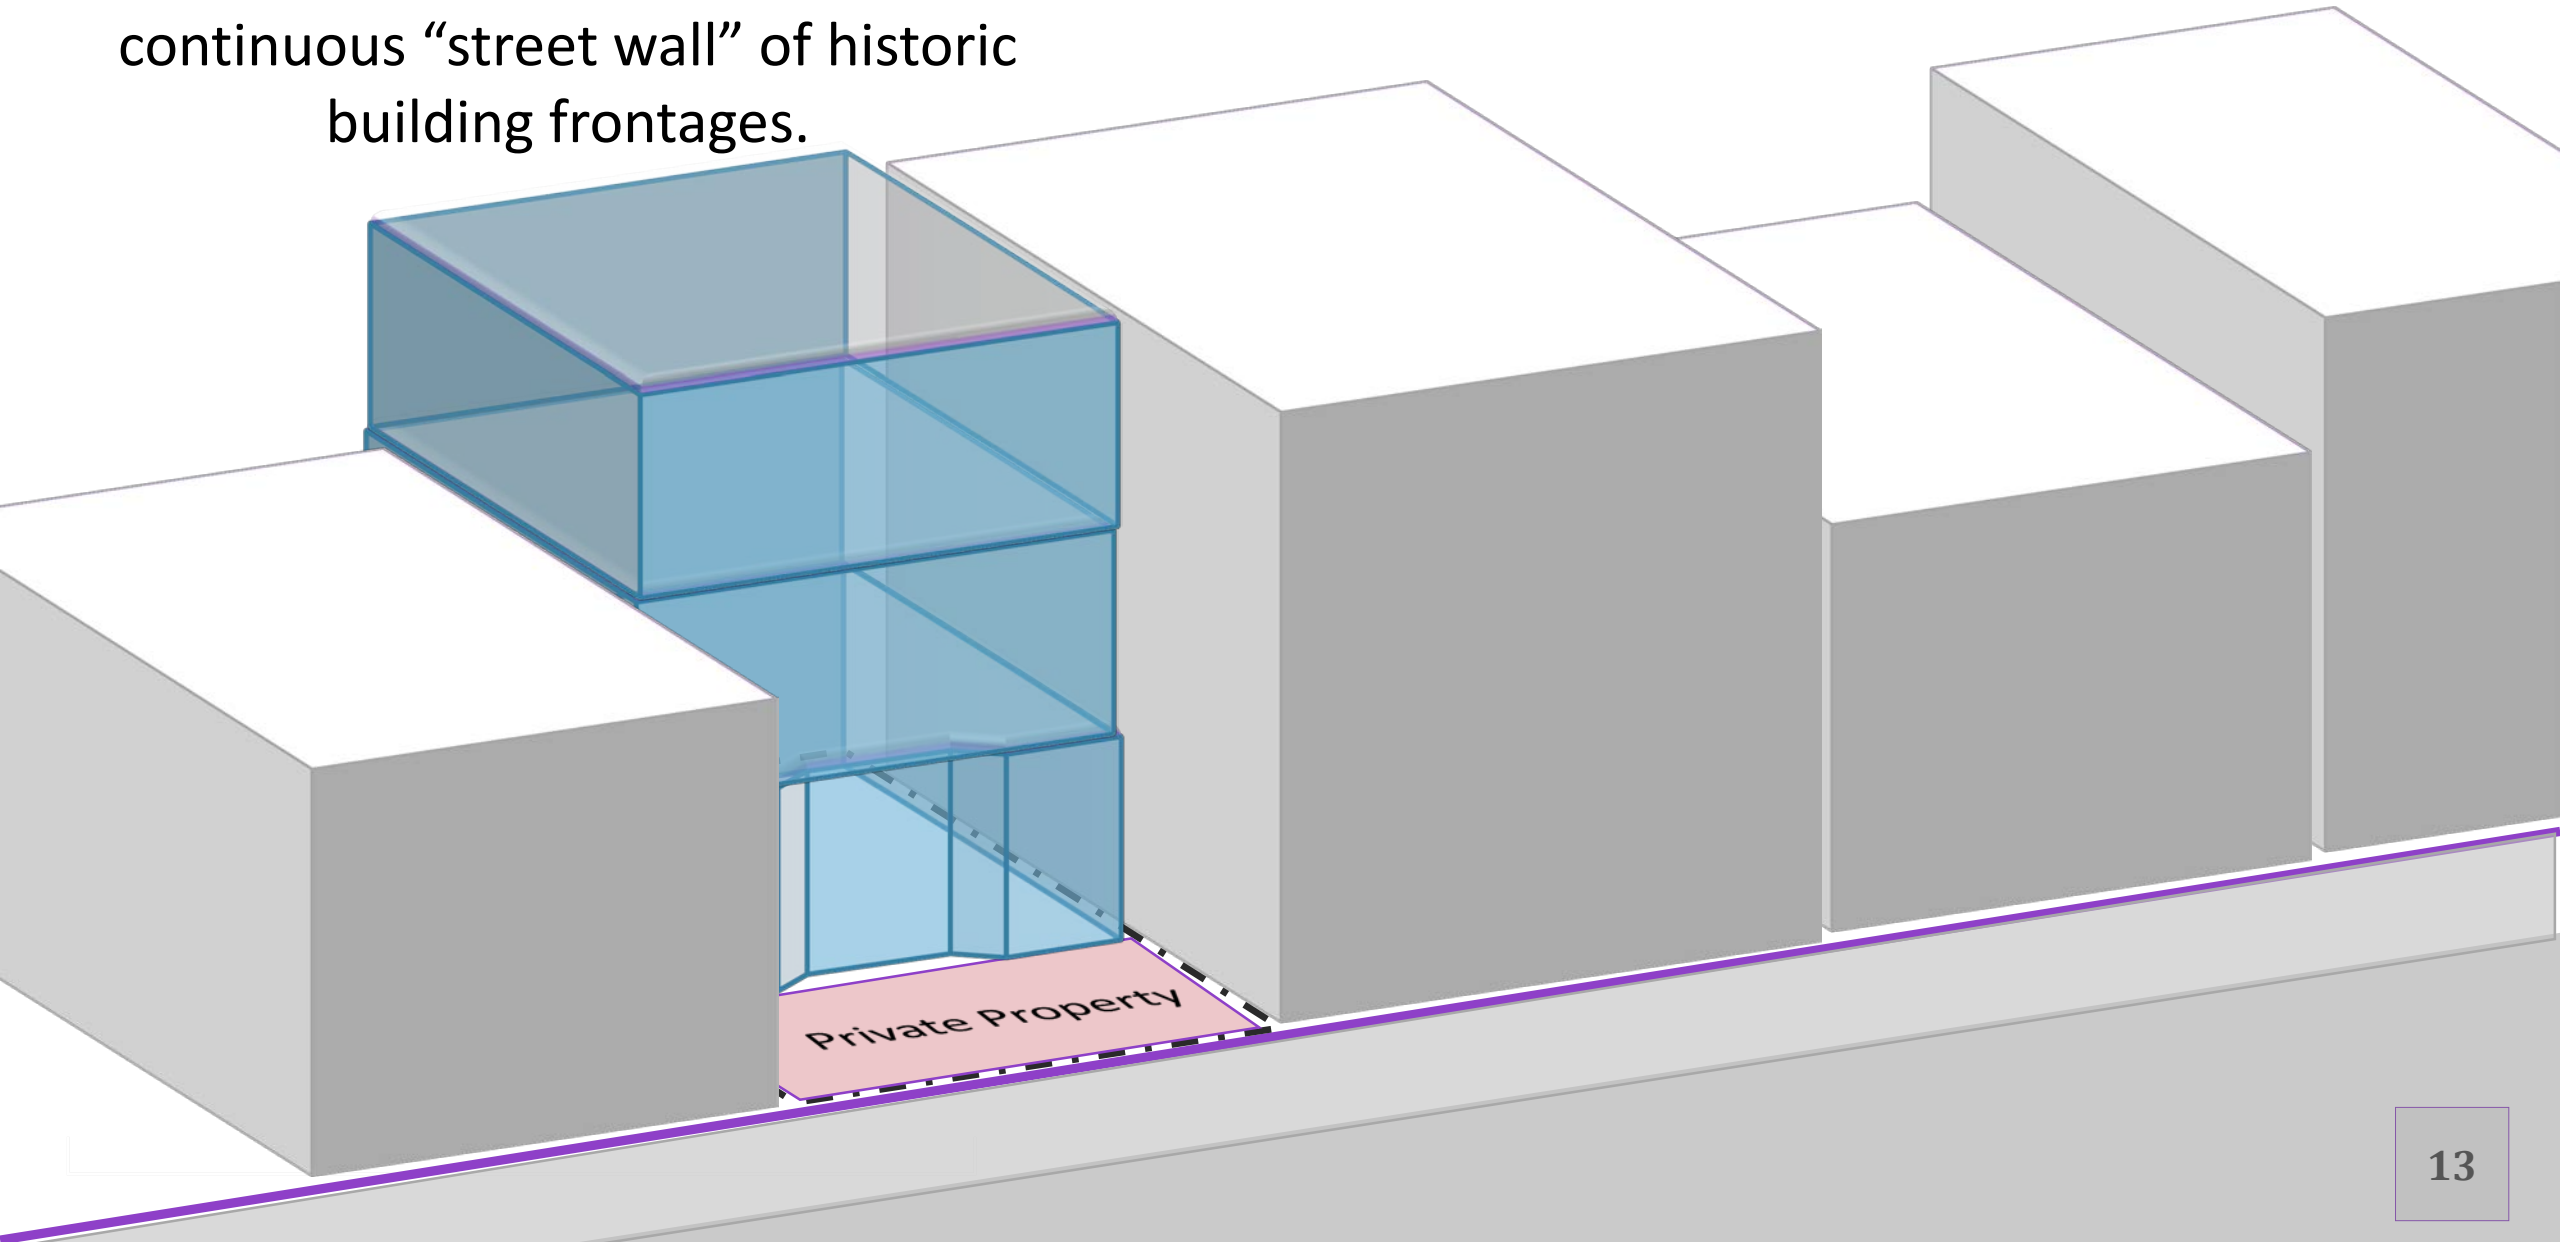 continuous “street wall” of historic
building frontages.
Private Property
13